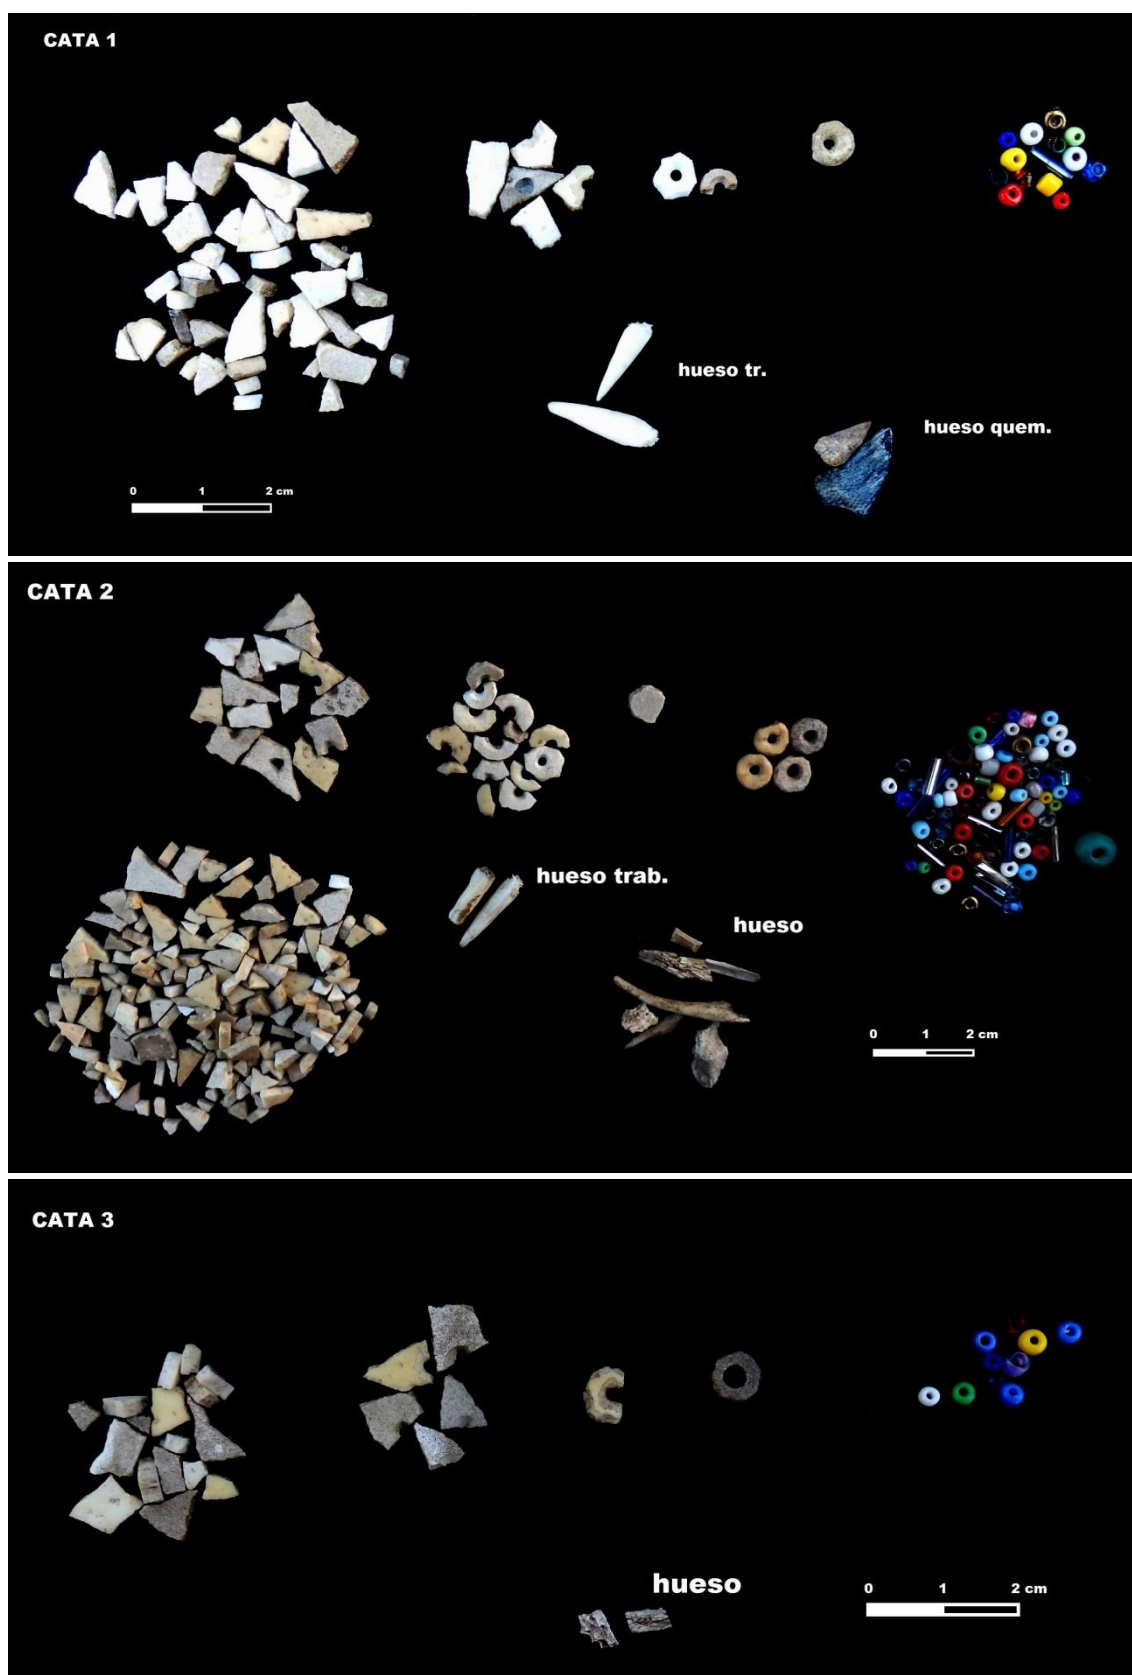 CATA 1
hueso tr.
hueso quem.
0 1 2 cm
CATA 2
hueso trab.
hueso
0 1 2 cm
CATA 3
hueso
0 1 2 cm